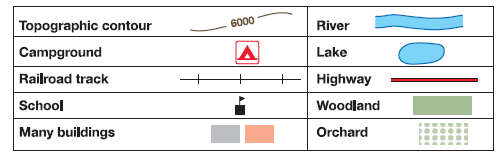 Topographic contour 6000 River
Campground Lake
Railroad track Highway
School Woodland
Many buildings Orchard